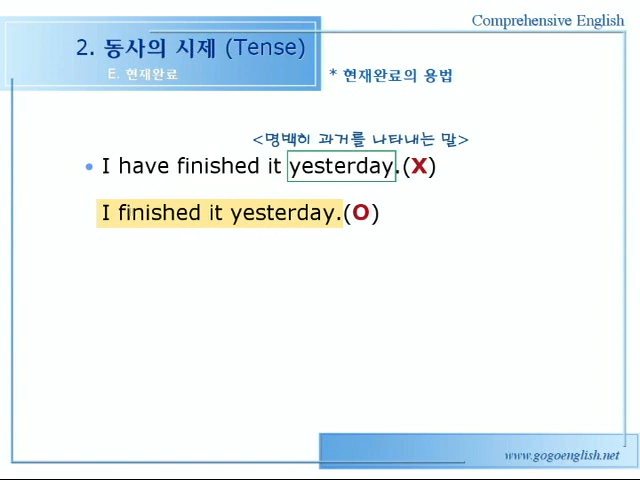 Comprehensive English
2. 동사의 시제 (Tense)
E. 현재완료
* 현재완료의 용법
<명백히 과거를 나타내는 말>
• I have finished it yesterday.(X)
I finished it yesterday.(O)
www.gogoenglish.net